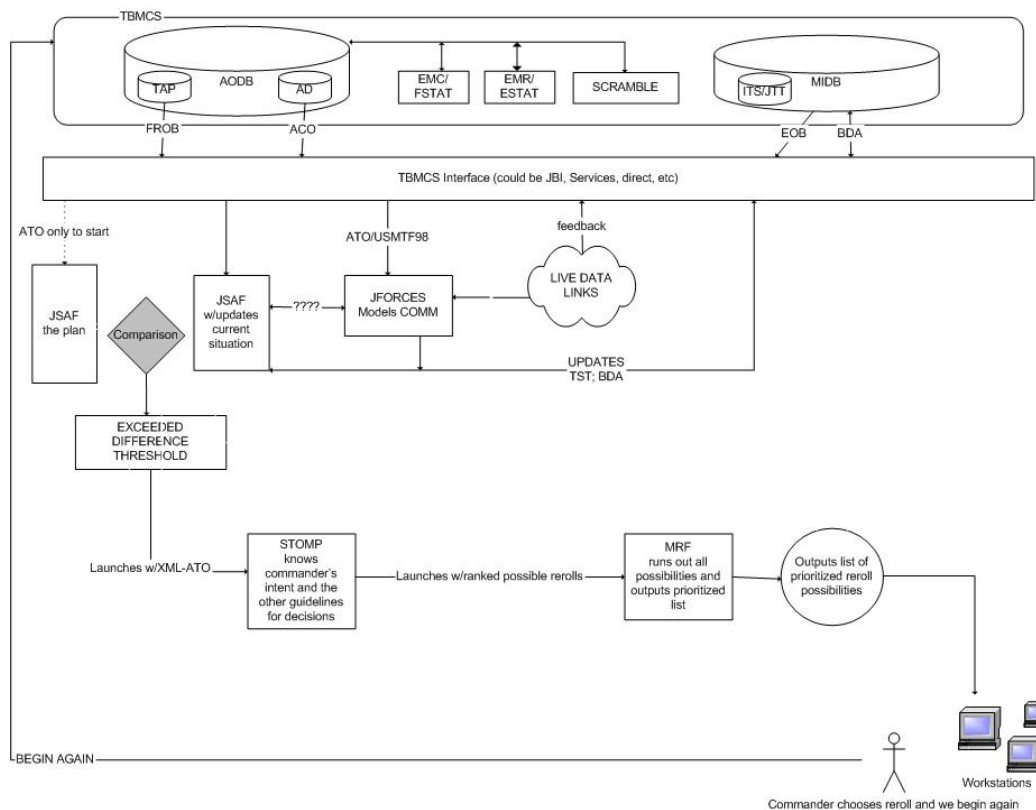 TBMCS
AODB
TAP
AD
EMC/
FSTAT
EMR/
ESTAT
SCRAMBLE
MIDB
ITS/JTT
FROB
ACO
EOB
BDA
TBMCS Interface (could be JBI, Services, direct, etc)
ATO only to start
ATO/USMTF98
feedback
JSAF
the plan
Comparison
JSAF
w/updates
current
situation
????
JFORCES
Models COMM
LIVE DATA
LINKS
UPDATES
TST; BDA
EXCEEDED
DIFFERENCE
THRESHOLD
Launches w/XML-ATO
STOMP
knows
commander's
intent and the
other guidelines
for decisions
Launches w/ranked possible rerolls
MRF
runs out all
possibilities and
outputs prioritized
list
Outputs list of
prioritized reroll
possibilities
BEGIN AGAIN
Workstations
Commander chooses reroll and we begin again